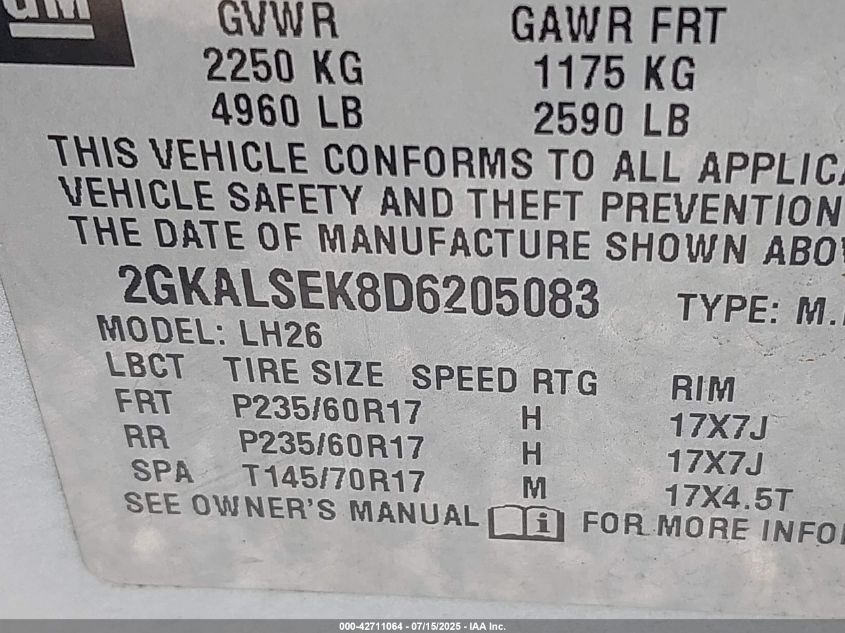 GM
GVWR GAWR FRT
2250 KG 1175 KG
4960 LB 2590 LB
THIS VEHICLE CONFORMS TO ALL APPLICA
VEHICLE SAFETY AND THEFT PREVENTION
THE DATE OF MANUFACTURE SHOWN ABOV
2GKALSEK8D6205083 TYPE: M.
MODEL: LH26
LBCT TIRE SIZE SPEED RTG RIM
FRT P235/60R17 H 17X7J
RR P235/60R17 H 17X7J
SPA T145/70R17 M 17X4.5T
SEE OWNER'S MANUAL i FOR MORE INFO
000-42711064 - 07/15/2025 - IAA Inc.